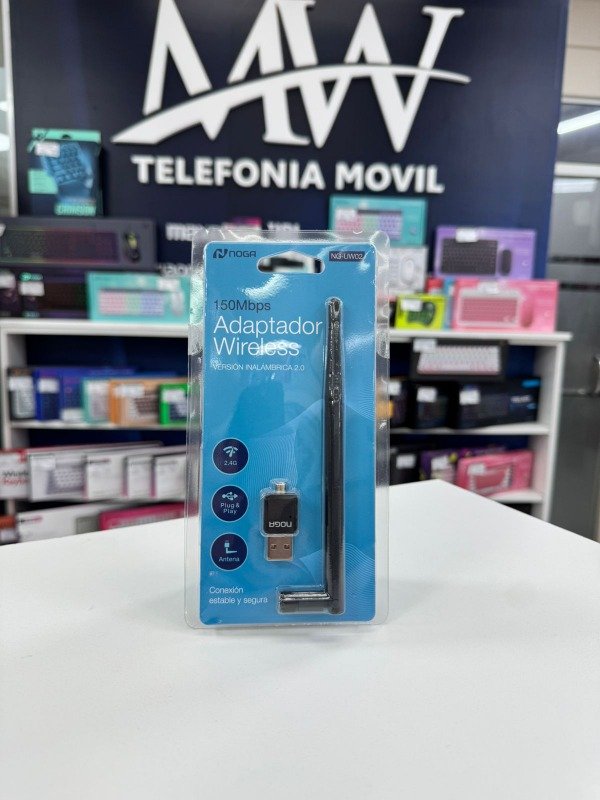 MW
TELEFONIA MOVIL
NOGA
NG-UW02
150Mbps
Adaptador
Wireless
VERSIÓN INALÁMBRICA 2.0
2.4G
Plug &
Play
Antena
NOGA
Conexión
estable y segura